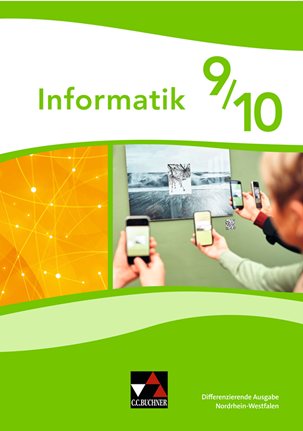 Informatik 9/10
C.C.BUCHNER
Differenzierende Ausgabe
Nordrhein-Westfalen